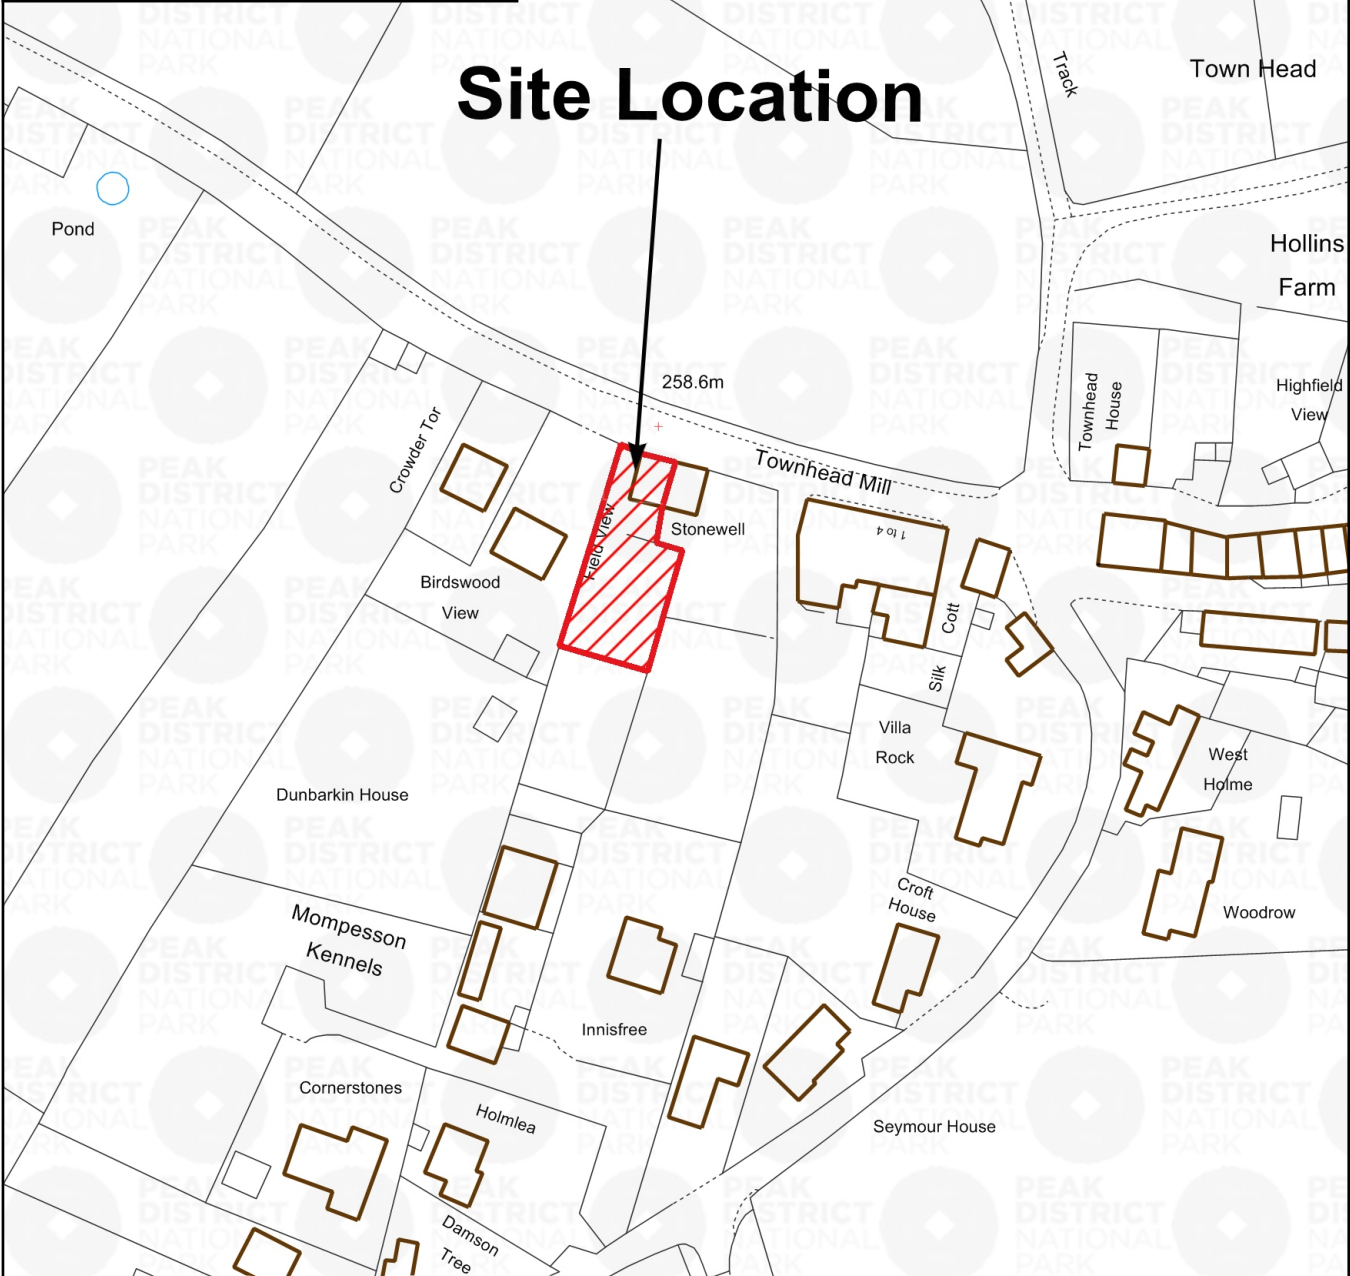 Site Location
Track
Town Head
Pond
Hollins
Farm
258.6m
Townhead
House
Highfield
View
Crowder Tor
Townhead Mill
1 to 4
Field View
Stonewell
Birdswood
View
Silk Cott
Villa
Rock
West
Holme
Dunbarkin House
Croft
House
Woodrow
Mompesson
Kennels
Innisfree
Cornerstones
Holmlea
Seymour House
Damson
Tree
PEAK
DISTRICT
NATIONAL
PARK